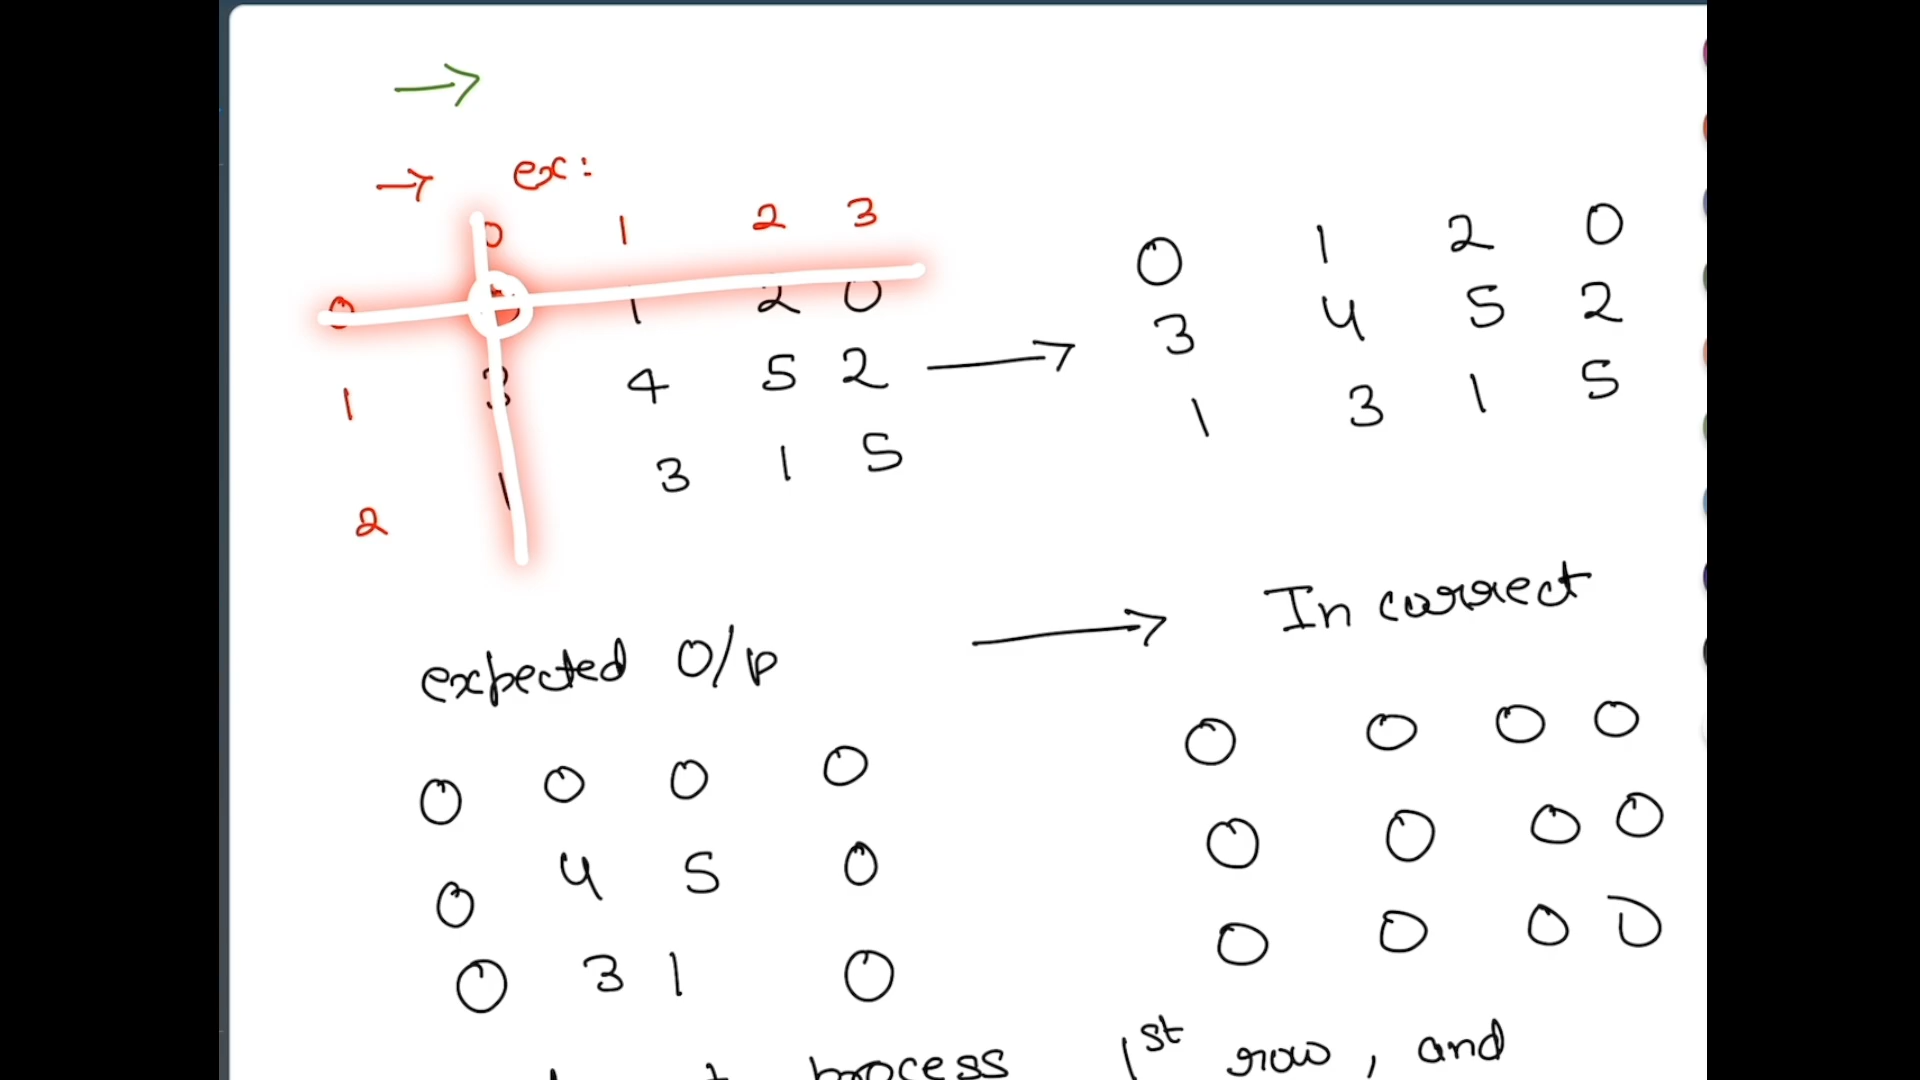 →
→ ex:
0 1 2 3
0 0 1 2 0
1 3 4 5 2
2 1 3 1 5
→
0 1 2 0
3 4 5 2
1 3 1 5
expected O/p → In correct
0 0 0 0
0 4 5 0
0 3 1 0
0 0 0 0
0 0 0 0
0 0 0 0
process 1st row, and